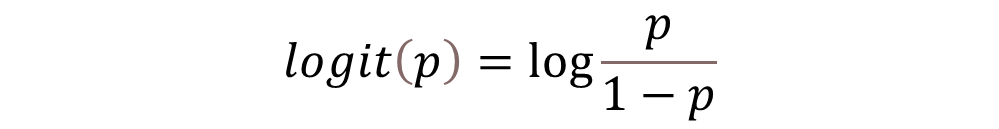 logit(p) = log p / 1 − p